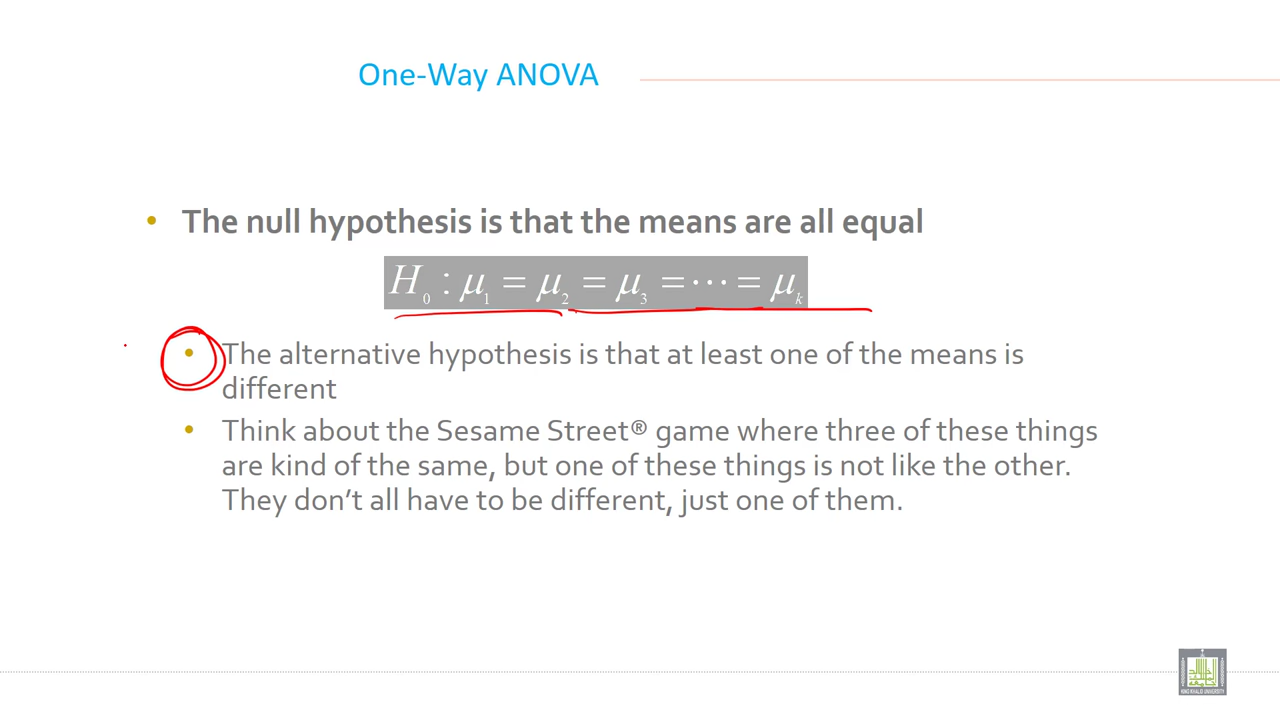 One-Way ANOVA
• The null hypothesis is that the means are all equal
H₀ : μ₁ = μ₂ = μ₃ = ⋯ = μₖ
• The alternative hypothesis is that at least one of the means is
different
• Think about the Sesame Street® game where three of these things
are kind of the same, but one of these things is not like the other.
They don’t all have to be different, just one of them.
KING KHALID UNIVERSITY